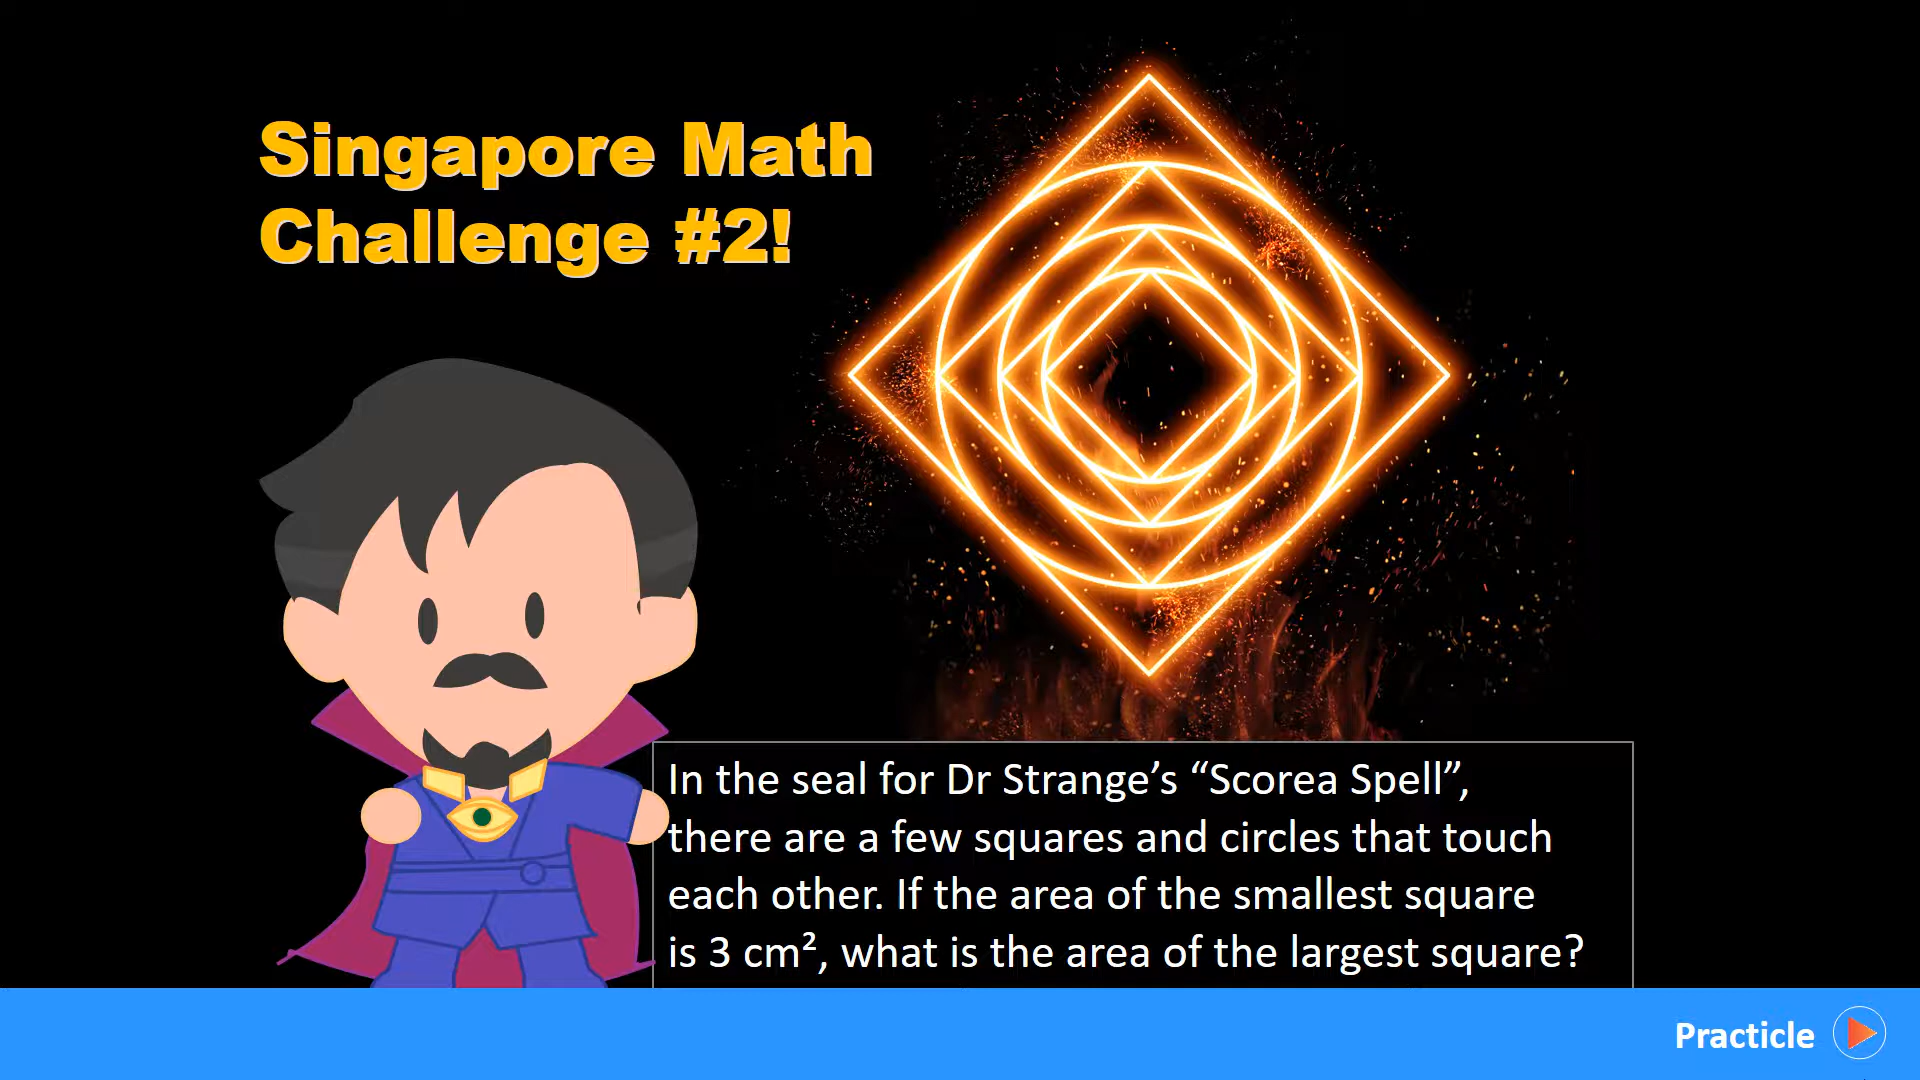 Singapore Math
Challenge #2!
In the seal for Dr Strange’s “Scorea Spell”,
there are a few squares and circles that touch
each other. If the area of the smallest square
is 3 cm², what is the area of the largest square?
Practicle